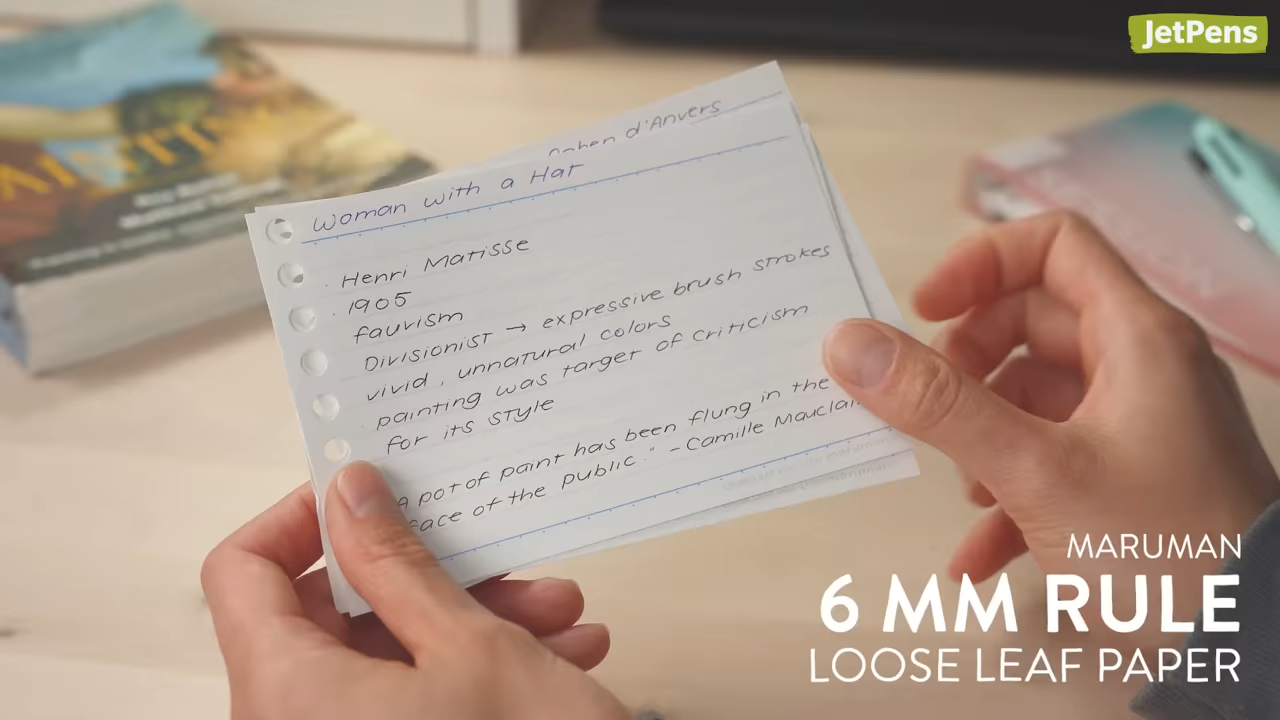 JetPens
d'Anvers
Woman with a Hat
Henri Matisse
1905
fauvism
Divisionist → expressive brush strokes
vivid, unnatural colors
painting was target of criticism
for its style
A pot of paint has been flung in the
face of the public." -Camille Mauclai
MARUMAN
6 MM RULE
LOOSE LEAF PAPER